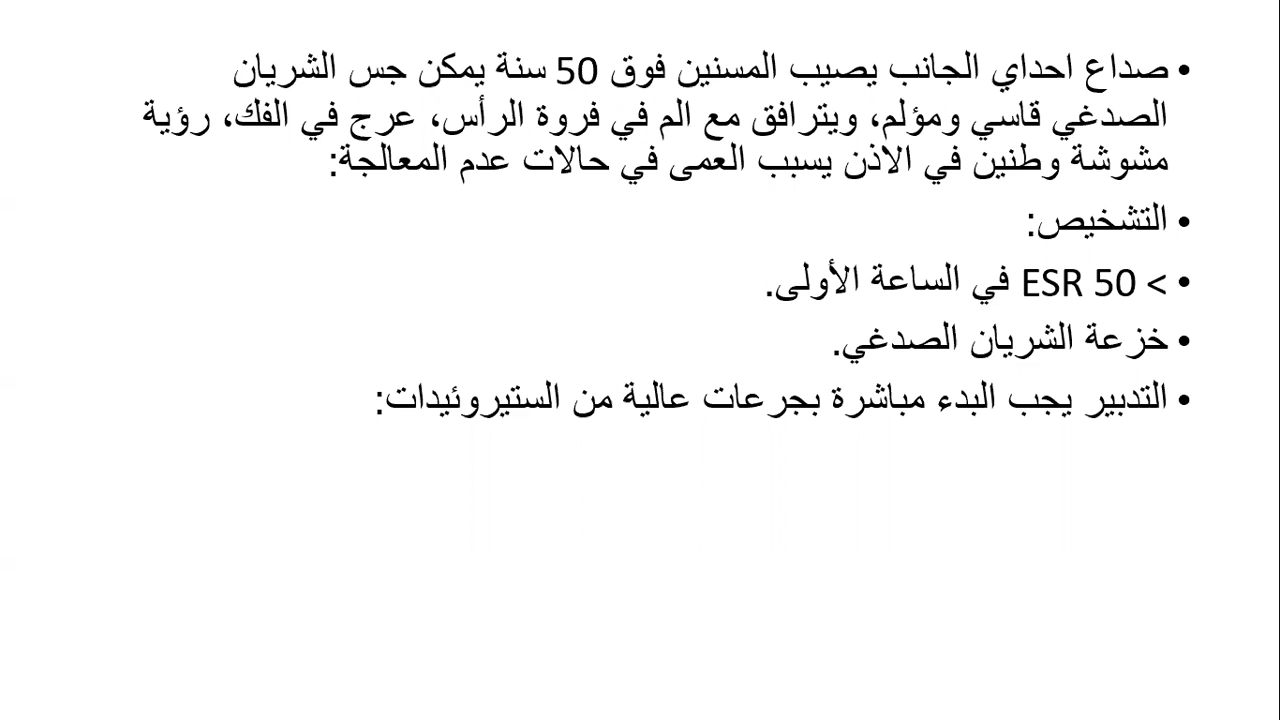 • صداع احداي الجانب يصيب المسنين فوق 50 سنة يمكن جس الشريان
الصدغي قاسي ومؤلم، ويترافق مع الم في فروة الرأس، عرج في الفك، رؤية
مشوشة وطنين في الاذن يسبب العمى في حالات عدم المعالجة:
• التشخيص:
• > ESR 50 في الساعة الأولى.
• خزعة الشريان الصدغي.
• التدبير يجب البدء مباشرة بجرعات عالية من الستيروئيدات: